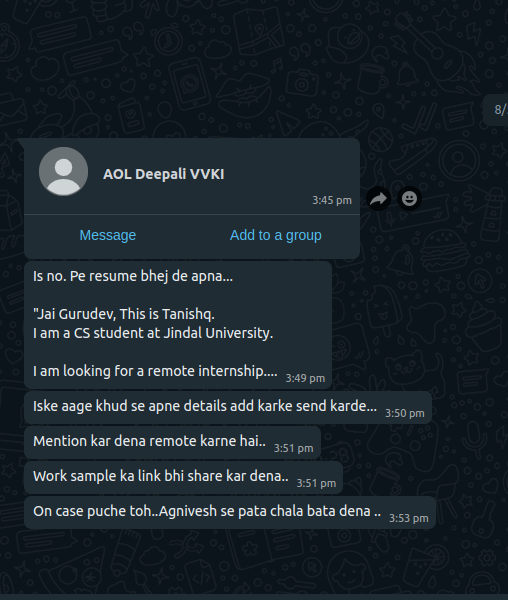 8/
AOL Deepali VVKI
3:45 pm
Message
Add to a group
Is no. Pe resume bhej de apna...
"Jai Gurudev, This is Tanishq.
I am a CS student at Jindal University.
I am looking for a remote internship....
3:49 pm
Iske aage khud se apne details add karke send karde...
3:50 pm
Mention kar dena remote karne hai..
3:51 pm
Work sample ka link bhi share kar dena..
3:51 pm
On case puche toh..Agnivesh se pata chala bata dena ..
3:53 pm